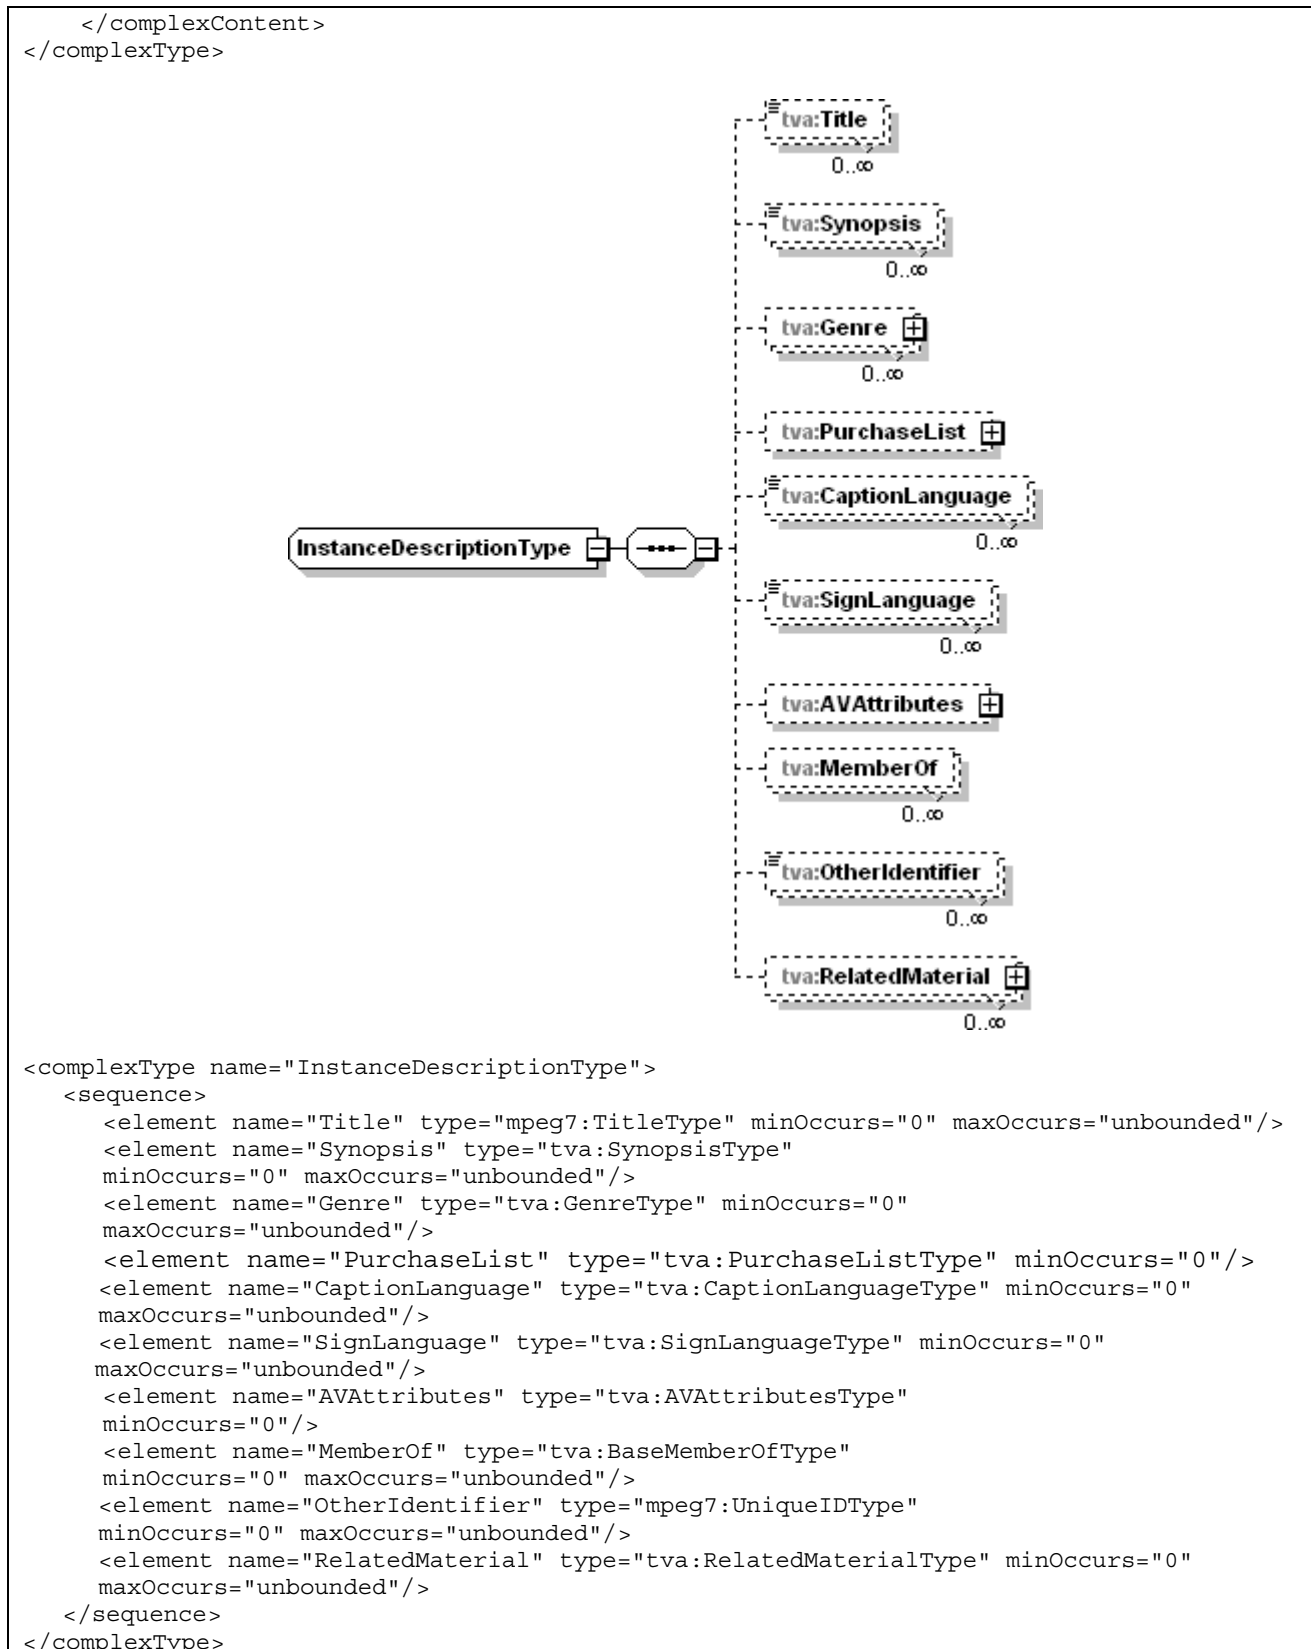 </complexContent>
</complexType>
tva:Title
0..∞
tva:Synopsis
0..∞
tva:Genre
0..∞
tva:PurchaseList
tva:CaptionLanguage
0..∞
InstanceDescriptionType
tva:SignLanguage
0..∞
tva:AVAttributes
tva:MemberOf
0..∞
tva:OtherIdentifier
0..∞
tva:RelatedMaterial
0..∞
<complexType name="InstanceDescriptionType">
<sequence>
<element name="Title" type="mpeg7:TitleType" minOccurs="0" maxOccurs="unbounded"/>
<element name="Synopsis" type="tva:SynopsisType"
minOccurs="0" maxOccurs="unbounded"/>
<element name="Genre" type="tva:GenreType" minOccurs="0"
maxOccurs="unbounded"/>
<element name="PurchaseList" type="tva:PurchaseListType" minOccurs="0"/>
<element name="CaptionLanguage" type="tva:CaptionLanguageType" minOccurs="0"
maxOccurs="unbounded"/>
<element name="SignLanguage" type="tva:SignLanguageType" minOccurs="0"
maxOccurs="unbounded"/>
<element name="AVAttributes" type="tva:AVAttributesType"
minOccurs="0"/>
<element name="MemberOf" type="tva:BaseMemberOfType"
minOccurs="0" maxOccurs="unbounded"/>
<element name="OtherIdentifier" type="mpeg7:UniqueIDType"
minOccurs="0" maxOccurs="unbounded"/>
<element name="RelatedMaterial" type="tva:RelatedMaterialType" minOccurs="0"
maxOccurs="unbounded"/>
</sequence>
</complexType>